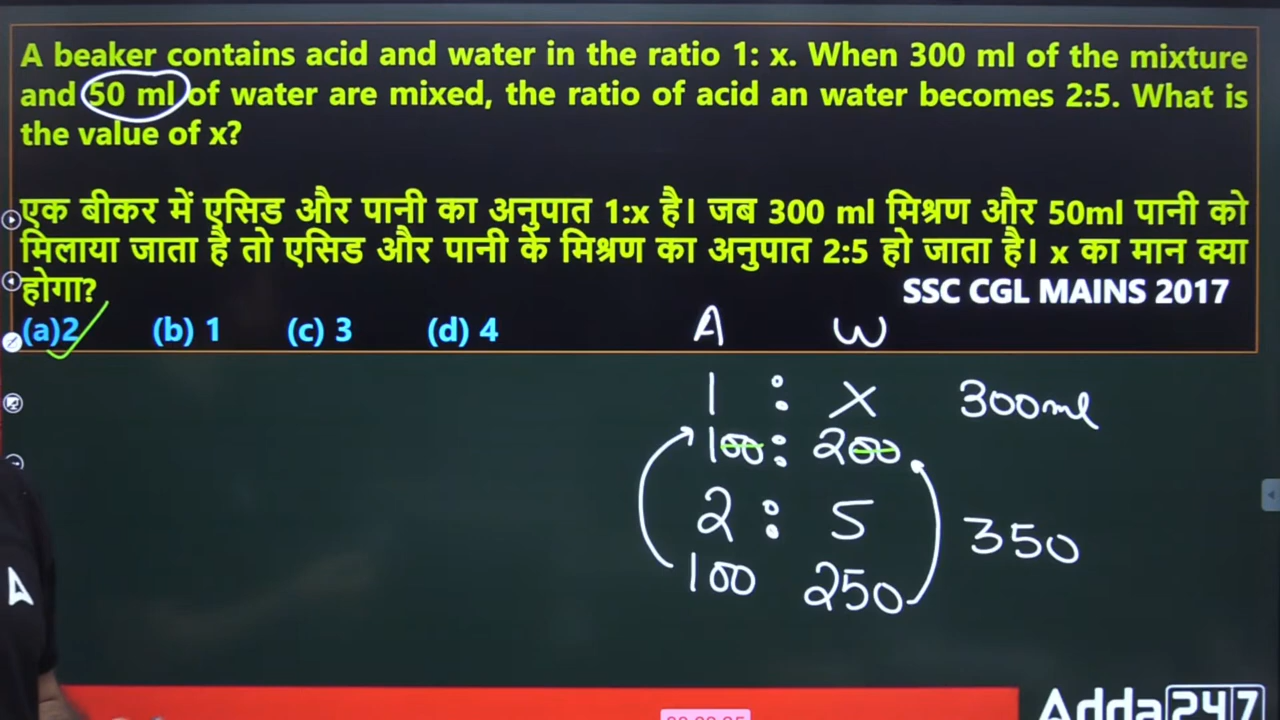 A beaker contains acid and water in the ratio 1: x. When 300 ml of the mixture
and 50 ml of water are mixed, the ratio of acid an water becomes 2:5. What is
the value of x?
एक बीकर में एसिड और पानी का अनुपात 1:x है। जब 300 ml मिश्रण और 50ml पानी को
मिलाया जाता है तो एसिड और पानी के मिश्रण का अनुपात 2:5 हो जाता है। x का मान क्या
होगा?
SSC CGL MAINS 2017
(a)2 (b) 1 (c) 3 (d) 4
A W
1 : x 300ml
100 : 200
2 : 5 350
100 250
A
Adda247